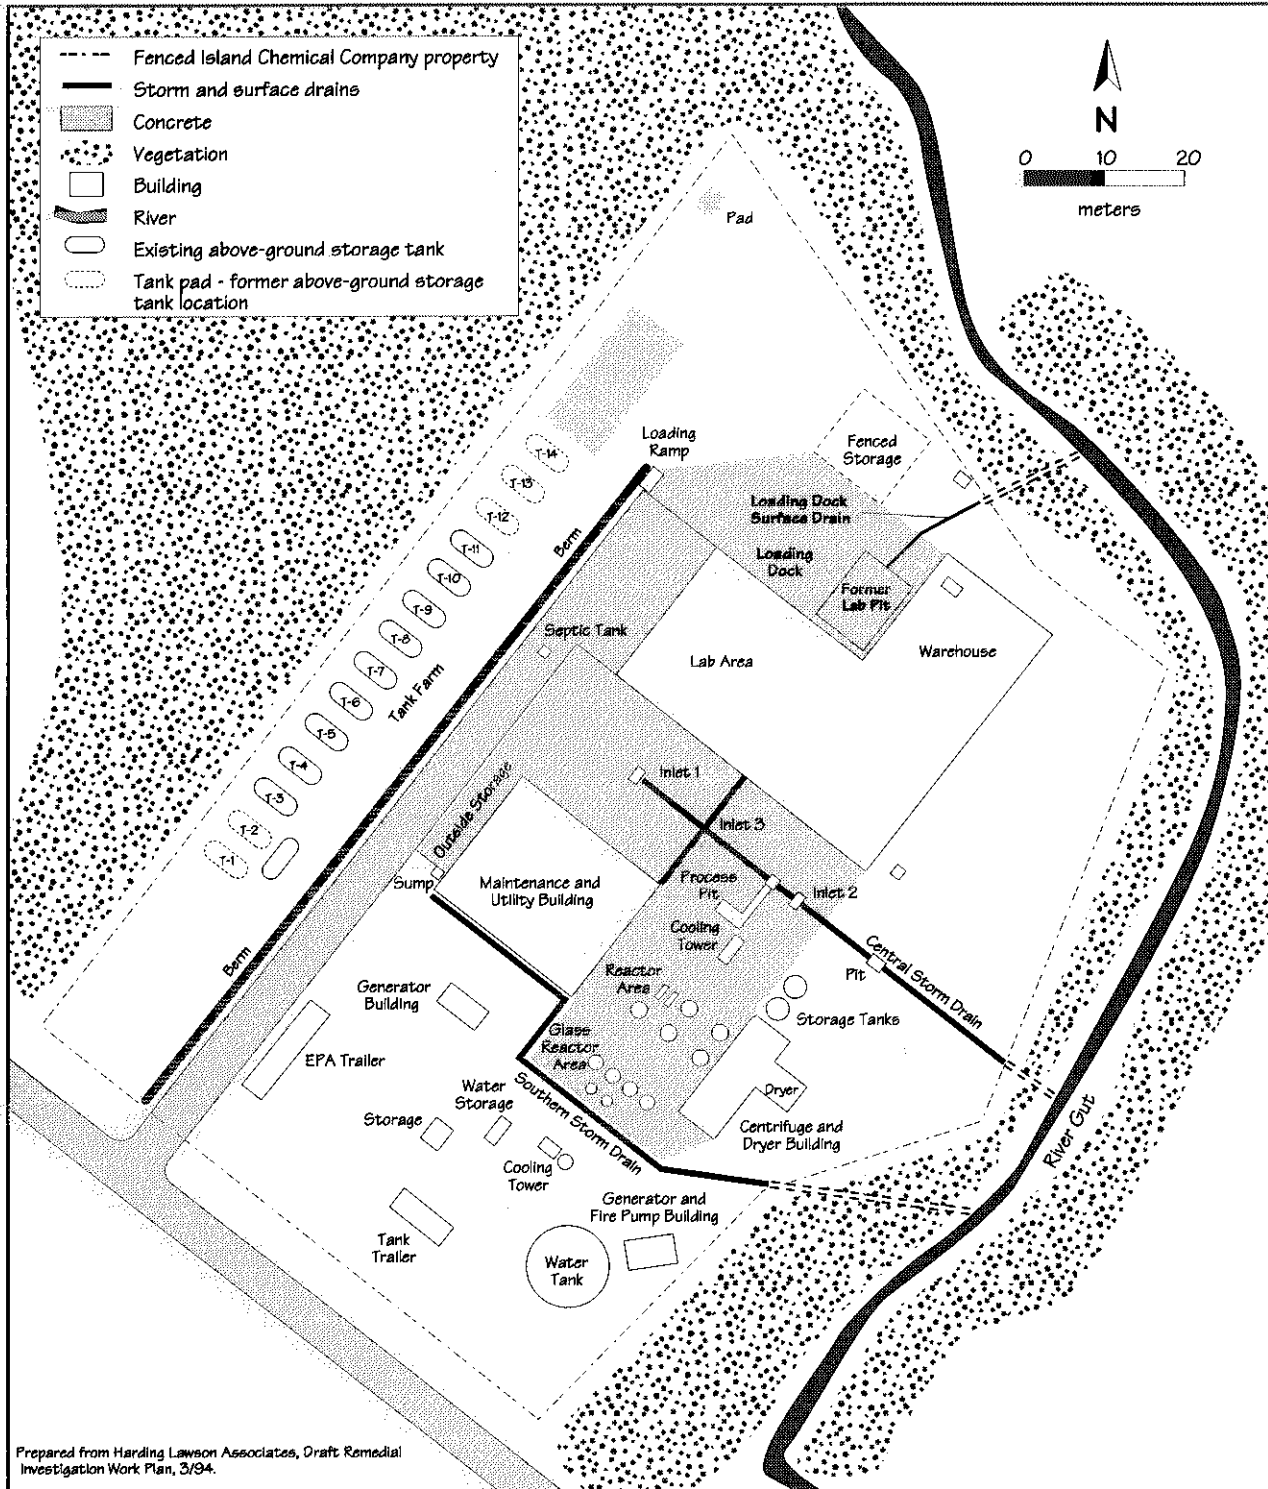 Fenced Island Chemical Company property
Storm and surface drains
Concrete
Vegetation
Building
River
Existing above-ground storage tank
Tank pad - former above-ground storage
tank location
N
0 10 20
meters
Pad
Loading
Ramp
Fenced
Storage
Loading Dock
Surface Drain
Loading
Dock
Former
Lab Pit
Warehouse
Lab Area
Septic Tank
Berm
T-14
T-13
T-12
T-11
T-10
T-9
T-8
T-7
T-6
T-5
T-4
T-3
T-2
T-1
Tank Farm
Outside Storage
Inlet 1
Inlet 3
Inlet 2
Process
Pit
Sump
Maintenance and
Utility Building
Cooling
Tower
Central Storm Drain
Pit
Berm
Reactor
Area
Generator
Building
Storage Tanks
Glass
Reactor
Area
EPA Trailer
Dryer
Water
Storage
Southern Storm Drain
Storage
Centrifuge and
Dryer Building
River Gut
Cooling
Tower
Generator and
Fire Pump Building
Tank
Trailer
Water
Tank
Prepared from Harding Lawson Associates, Draft Remedial
Investigation Work Plan, 3/94.